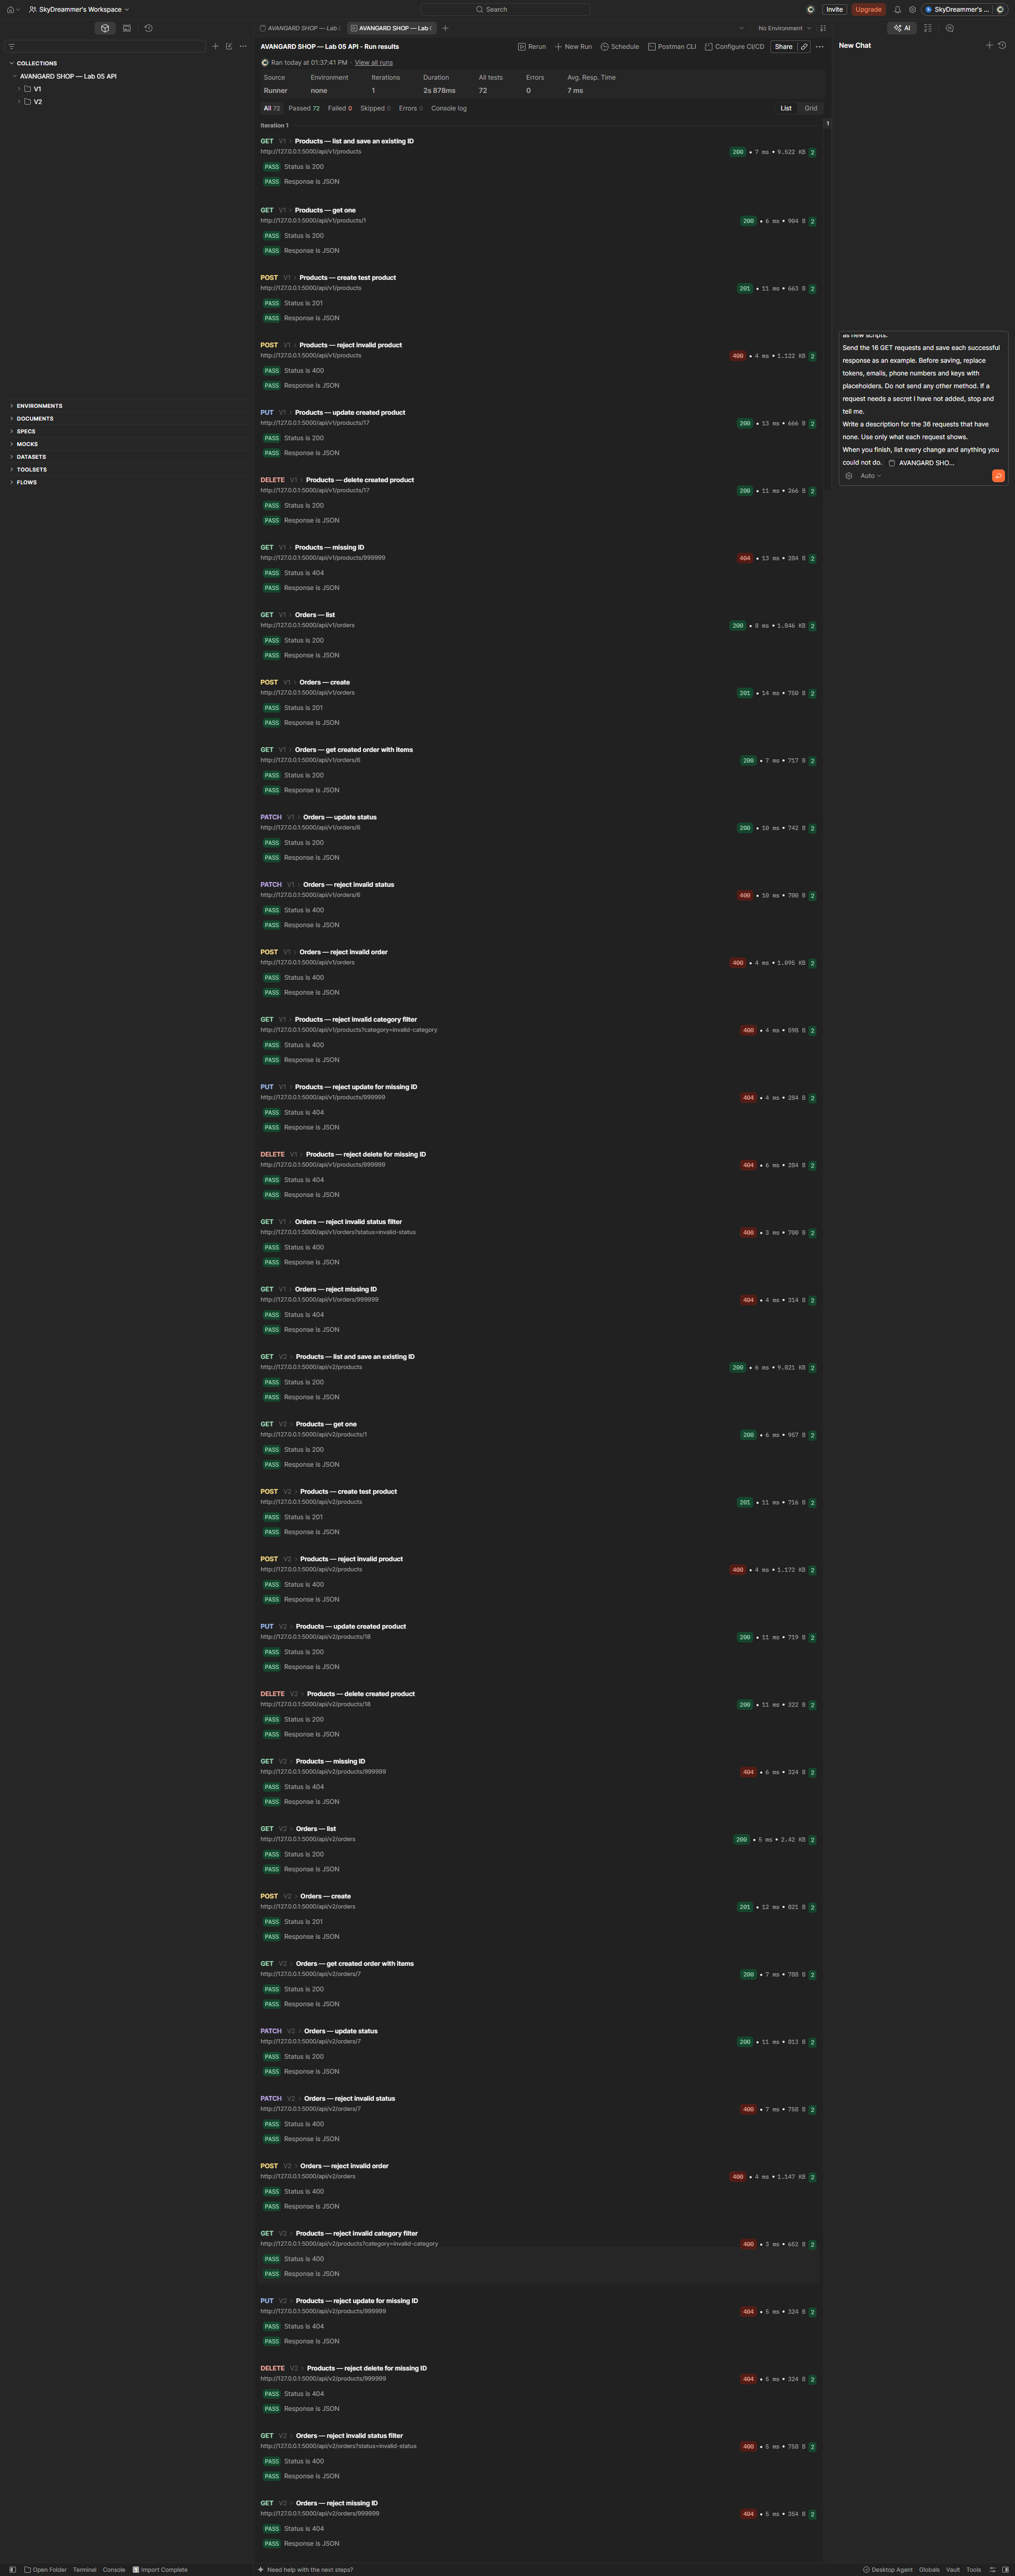 SkyDreammer's Workspace
Search
Invite
Upgrade
SkyDreammer's ...
COLLECTIONS
AVANGARD SHOP — Lab 05 API
V1
V2
ENVIRONMENTS
DOCUMENTS
SPECS
MOCKS
DATASETS
TOOLSETS
FLOWS
AVANGARD SHOP — Lab
AVANGARD SHOP — Lab
No Environment
AVANGARD SHOP — Lab 05 API - Run results
Rerun
New Run
Schedule
Postman CLI
Configure CI/CD
Share
Ran today at 01:37:41 PM · View all runs
Source Environment Iterations Duration All tests Errors Avg. Resp. Time
Runner none 1 2s 878ms 72 0 7 ms
All 72 Passed 72 Failed 0 Skipped 0 Errors 0 Console log
List Grid
Iteration 1
1
GET V1 › Products — list and save an existing ID
http://127.0.0.1:5000/api/v1/products
200 • 7 ms • 9.522 KB 2
PASS Status is 200
PASS Response is JSON
GET V1 › Products — get one
http://127.0.0.1:5000/api/v1/products/1
200 • 6 ms • 904 B 2
PASS Status is 200
PASS Response is JSON
POST V1 › Products — create test product
http://127.0.0.1:5000/api/v1/products
201 • 11 ms • 663 B 2
PASS Status is 201
PASS Response is JSON
POST V1 › Products — reject invalid product
http://127.0.0.1:5000/api/v1/products
400 • 4 ms • 1.122 KB 2
PASS Status is 400
PASS Response is JSON
PUT V1 › Products — update created product
http://127.0.0.1:5000/api/v1/products/17
200 • 13 ms • 666 B 2
PASS Status is 200
PASS Response is JSON
DELETE V1 › Products — delete created product
http://127.0.0.1:5000/api/v1/products/17
200 • 11 ms • 266 B 2
PASS Status is 200
PASS Response is JSON
GET V1 › Products — missing ID
http://127.0.0.1:5000/api/v1/products/999999
404 • 13 ms • 284 B 2
PASS Status is 404
PASS Response is JSON
GET V1 › Orders — list
http://127.0.0.1:5000/api/v1/orders
200 • 8 ms • 1.846 KB 2
PASS Status is 200
PASS Response is JSON
POST V1 › Orders — create
http://127.0.0.1:5000/api/v1/orders
201 • 14 ms • 750 B 2
PASS Status is 201
PASS Response is JSON
GET V1 › Orders — get created order with items
http://127.0.0.1:5000/api/v1/orders/6
200 • 7 ms • 717 B 2
PASS Status is 200
PASS Response is JSON
PATCH V1 › Orders — update status
http://127.0.0.1:5000/api/v1/orders/6
200 • 10 ms • 742 B 2
PASS Status is 200
PASS Response is JSON
PATCH V1 › Orders — reject invalid status
http://127.0.0.1:5000/api/v1/orders/6
400 • 10 ms • 700 B 2
PASS Status is 400
PASS Response is JSON
POST V1 › Orders — reject invalid order
http://127.0.0.1:5000/api/v1/orders
400 • 4 ms • 1.095 KB 2
PASS Status is 400
PASS Response is JSON
GET V1 › Products — reject invalid category filter
http://127.0.0.1:5000/api/v1/products?category=invalid-category
400 • 4 ms • 598 B 2
PASS Status is 400
PASS Response is JSON
PUT V1 › Products — reject update for missing ID
http://127.0.0.1:5000/api/v1/products/999999
404 • 4 ms • 284 B 2
PASS Status is 404
PASS Response is JSON
DELETE V1 › Products — reject delete for missing ID
http://127.0.0.1:5000/api/v1/products/999999
404 • 6 ms • 284 B 2
PASS Status is 404
PASS Response is JSON
GET V1 › Orders — reject invalid status filter
http://127.0.0.1:5000/api/v1/orders?status=invalid-status
400 • 3 ms • 700 B 2
PASS Status is 400
PASS Response is JSON
GET V1 › Orders — reject missing ID
http://127.0.0.1:5000/api/v1/orders/999999
404 • 4 ms • 314 B 2
PASS Status is 404
PASS Response is JSON
GET V2 › Products — list and save an existing ID
http://127.0.0.1:5000/api/v2/products
200 • 6 ms • 9.821 KB 2
PASS Status is 200
PASS Response is JSON
GET V2 › Products — get one
http://127.0.0.1:5000/api/v2/products/1
200 • 6 ms • 957 B 2
PASS Status is 200
PASS Response is JSON
POST V2 › Products — create test product
http://127.0.0.1:5000/api/v2/products
201 • 11 ms • 716 B 2
PASS Status is 201
PASS Response is JSON
POST V2 › Products — reject invalid product
http://127.0.0.1:5000/api/v2/products
400 • 4 ms • 1.172 KB 2
PASS Status is 400
PASS Response is JSON
PUT V2 › Products — update created product
http://127.0.0.1:5000/api/v2/products/18
200 • 11 ms • 719 B 2
PASS Status is 200
PASS Response is JSON
DELETE V2 › Products — delete created product
http://127.0.0.1:5000/api/v2/products/18
200 • 11 ms • 322 B 2
PASS Status is 200
PASS Response is JSON
GET V2 › Products — missing ID
http://127.0.0.1:5000/api/v2/products/999999
404 • 6 ms • 324 B 2
PASS Status is 404
PASS Response is JSON
GET V2 › Orders — list
http://127.0.0.1:5000/api/v2/orders
200 • 5 ms • 2.42 KB 2
PASS Status is 200
PASS Response is JSON
POST V2 › Orders — create
http://127.0.0.1:5000/api/v2/orders
201 • 12 ms • 821 B 2
PASS Status is 201
PASS Response is JSON
GET V2 › Orders — get created order with items
http://127.0.0.1:5000/api/v2/orders/7
200 • 7 ms • 788 B 2
PASS Status is 200
PASS Response is JSON
PATCH V2 › Orders — update status
http://127.0.0.1:5000/api/v2/orders/7
200 • 11 ms • 813 B 2
PASS Status is 200
PASS Response is JSON
PATCH V2 › Orders — reject invalid status
http://127.0.0.1:5000/api/v2/orders/7
400 • 7 ms • 758 B 2
PASS Status is 400
PASS Response is JSON
POST V2 › Orders — reject invalid order
http://127.0.0.1:5000/api/v2/orders
400 • 4 ms • 1.147 KB 2
PASS Status is 400
PASS Response is JSON
GET V2 › Products — reject invalid category filter
http://127.0.0.1:5000/api/v2/products?category=invalid-category
400 • 3 ms • 652 B 2
PASS Status is 400
PASS Response is JSON
PUT V2 › Products — reject update for missing ID
http://127.0.0.1:5000/api/v2/products/999999
404 • 5 ms • 324 B 2
PASS Status is 404
PASS Response is JSON
DELETE V2 › Products — reject delete for missing ID
http://127.0.0.1:5000/api/v2/products/999999
404 • 5 ms • 324 B 2
PASS Status is 404
PASS Response is JSON
GET V2 › Orders — reject invalid status filter
http://127.0.0.1:5000/api/v2/orders?status=invalid-status
400 • 5 ms • 758 B 2
PASS Status is 400
PASS Response is JSON
GET V2 › Orders — reject missing ID
http://127.0.0.1:5000/api/v2/orders/999999
404 • 5 ms • 354 B 2
PASS Status is 404
PASS Response is JSON
AI
New Chat
as new scripts.
Send the 16 GET requests and save each successful
response as an example. Before saving, replace
tokens, emails, phone numbers and keys with
placeholders. Do not send any other method. If a
request needs a secret I have not added, stop and
tell me.
Write a description for the 36 requests that have
none. Use only what each request shows.
When you finish, list every change and anything you
could not do. AVANGARD SHO...
Auto
Open Folder Terminal Console Import Complete
Need help with the next steps?
Desktop Agent Globals Vault Tools